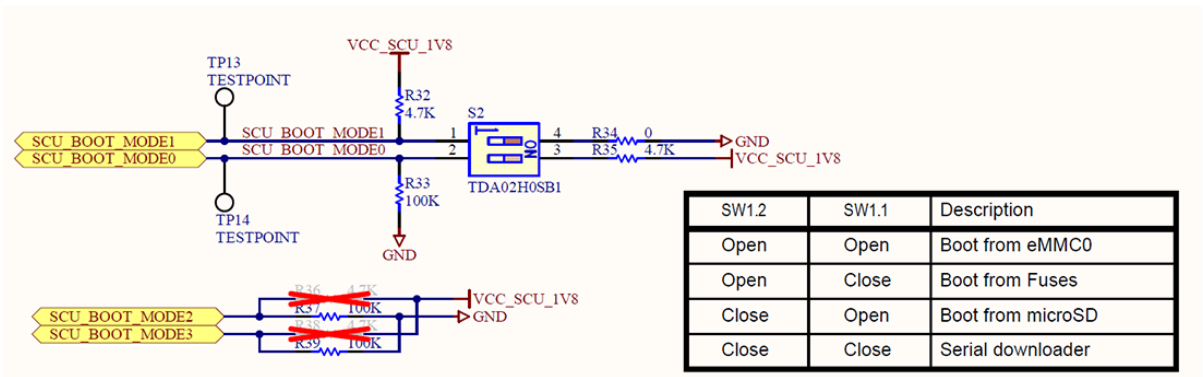 VCC_SCU_1V8
TP13
TESTPOINT
R32
4.7K
S2
SCU_BOOT_MODE1
SCU_BOOT_MODE1
1
4
R34
0
GND
SCU_BOOT_MODE0
SCU_BOOT_MODE0
2
ON
3
R35
4.7K
VCC_SCU_1V8
R33
100K
TDA02H0SB1
TP14
TESTPOINT
GND
SW1.2 SW1.1 Description
Open Open Boot from eMMC0
Open Close Boot from Fuses
Close Open Boot from microSD
Close Close Serial downloader
R36 4.7K
VCC_SCU_1V8
SCU_BOOT_MODE2
R37 100K
GND
SCU_BOOT_MODE3
R38 4.7K
R39 100K